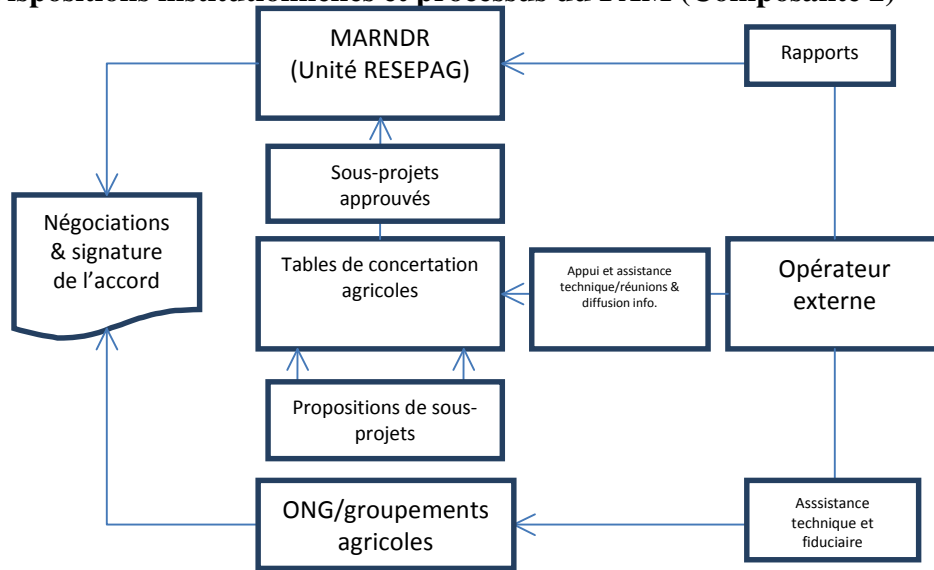 ispositions institutionnelles et processus du FAM (Composante 2)
MARNDR
(Unité RESEPAG)
Rapports
Sous-projets
approuvés
Négociations
& signature
de l’accord
Tables de concertation
agricoles
Appui et assistance
technique/réunions &
diffusion info.
Opérateur
externe
Propositions de sous-
projets
ONG/groupements
agricoles
Asssistance
technique et
fiduciaire